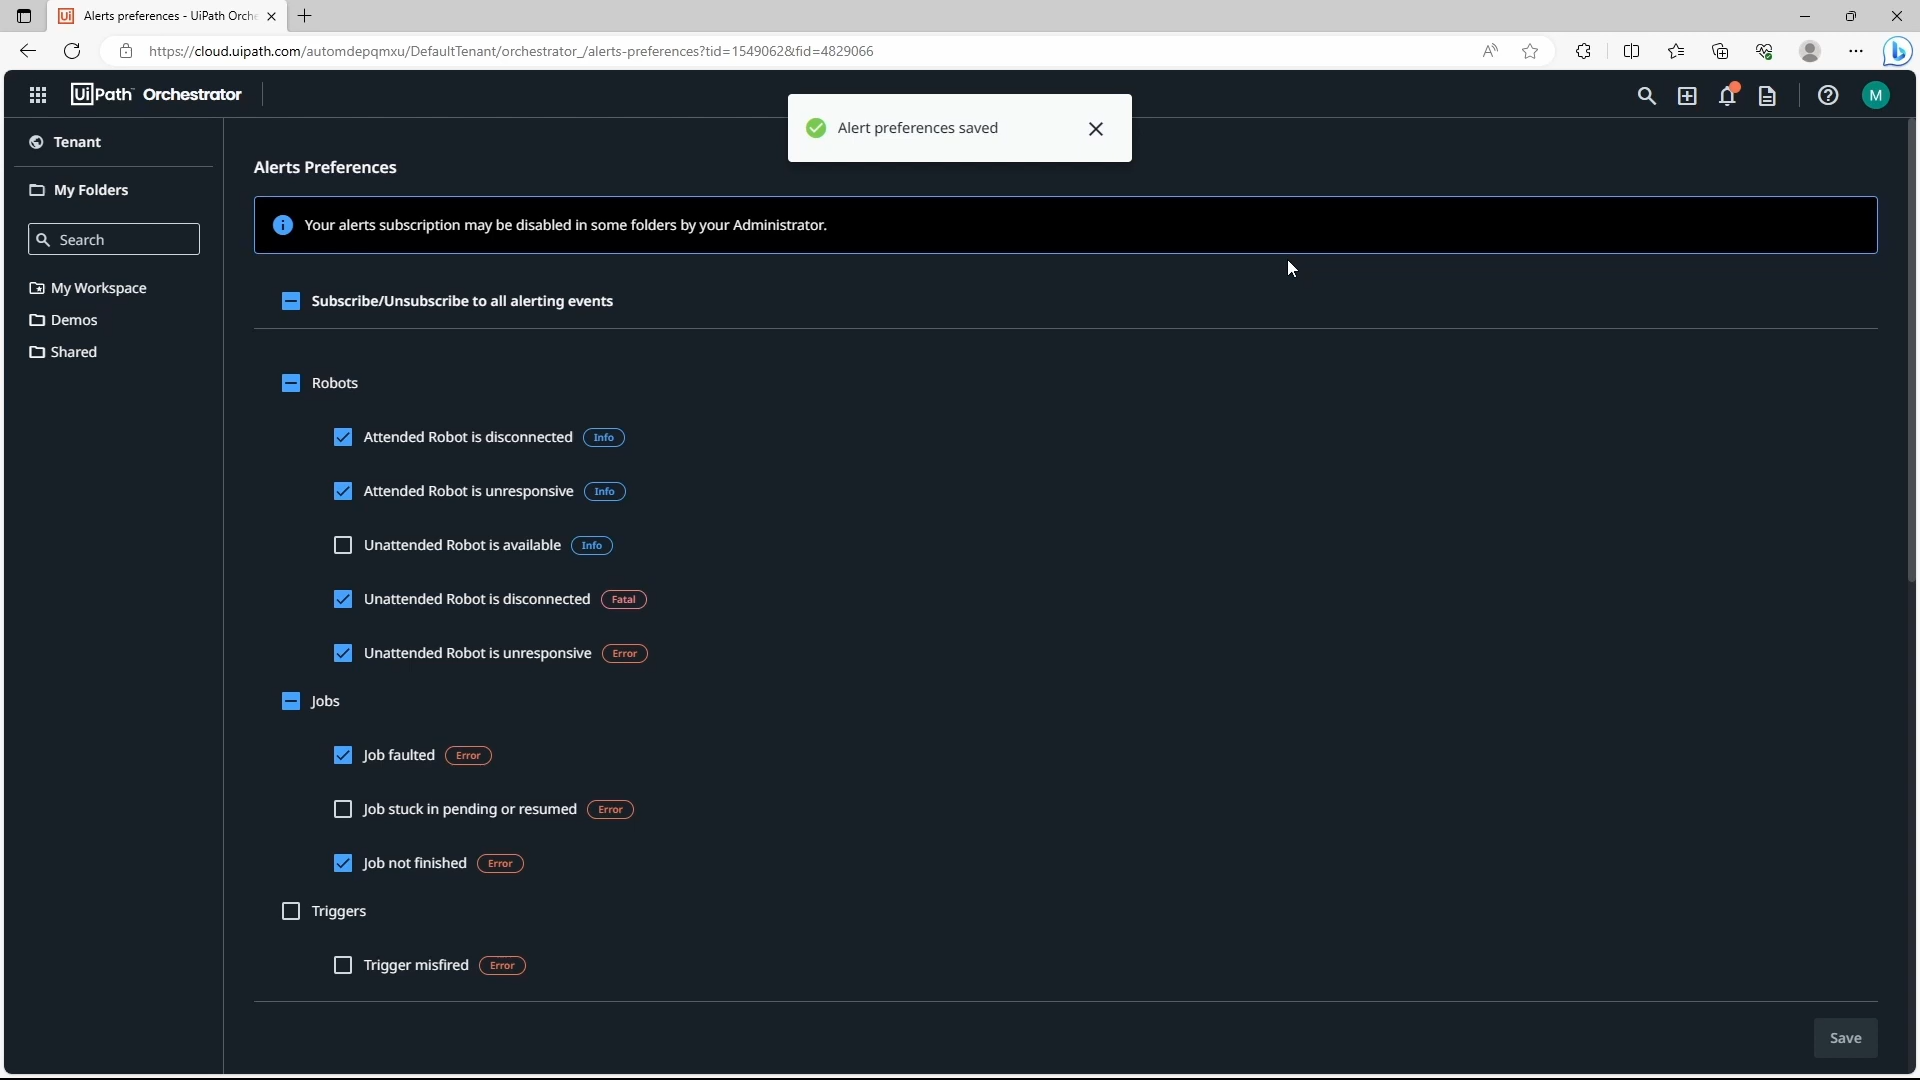 Alerts preferences - UiPath Orche
https://cloud.uipath.com/automdepqmxu/DefaultTenant/orchestrator_/alerts-preferences?tid=1549062&fid=4829066
UiPath™ Orchestrator
M
Alert preferences saved
Tenant
My Folders
Search
My Workspace
Demos
Shared
Alerts Preferences
Your alerts subscription may be disabled in some folders by your Administrator.
Subscribe/Unsubscribe to all alerting events
Robots
Attended Robot is disconnected Info
Attended Robot is unresponsive Info
Unattended Robot is available Info
Unattended Robot is disconnected Fatal
Unattended Robot is unresponsive Error
Jobs
Job faulted Error
Job stuck in pending or resumed Error
Job not finished Error
Triggers
Trigger misfired Error
Save